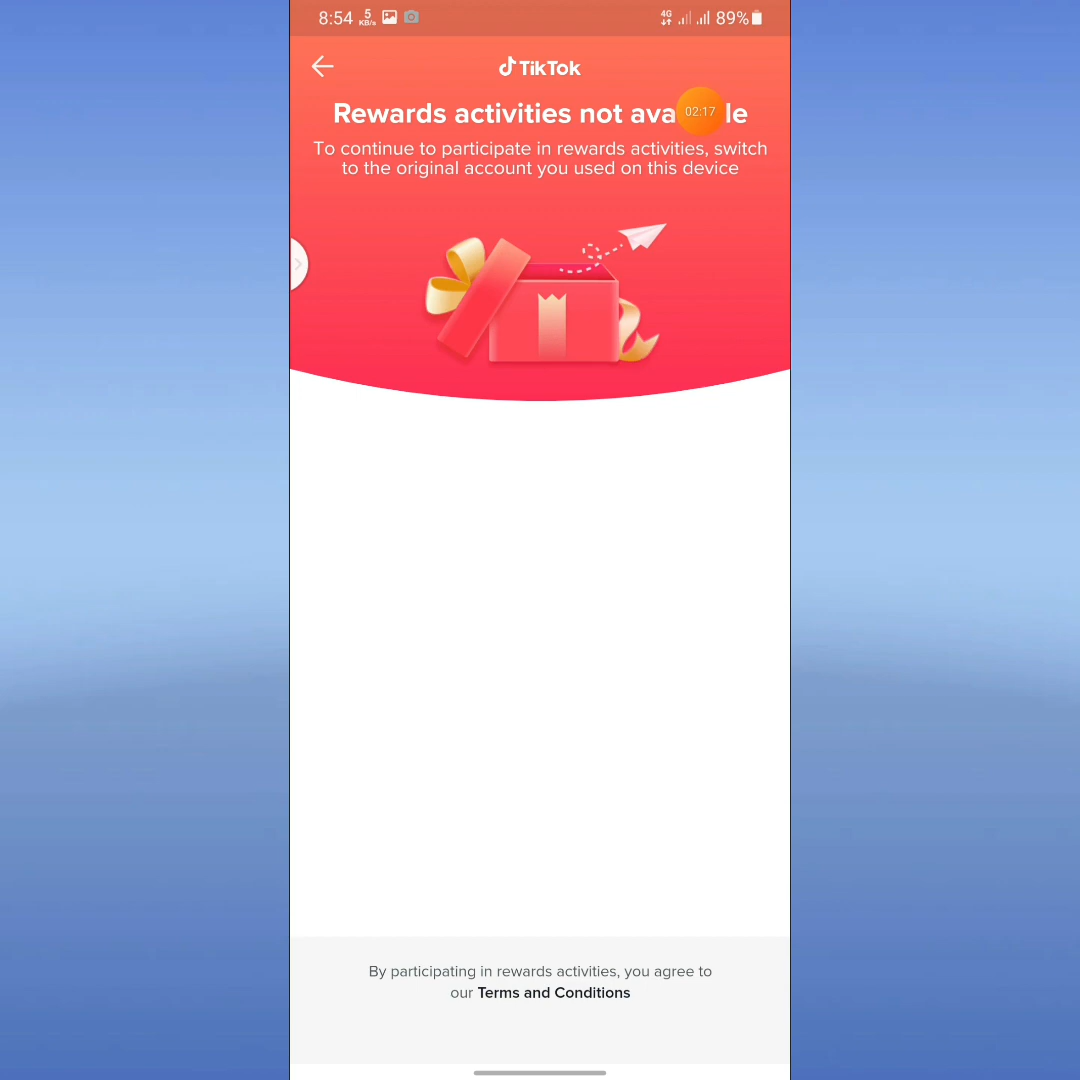 8:54 5 KB/s 4G 89%
TikTok
Rewards activities not
02:17
To continue to participate in rewards activities, switch
to the original account you used on this device
By participating in rewards activities, you agree to
our Terms and Conditions